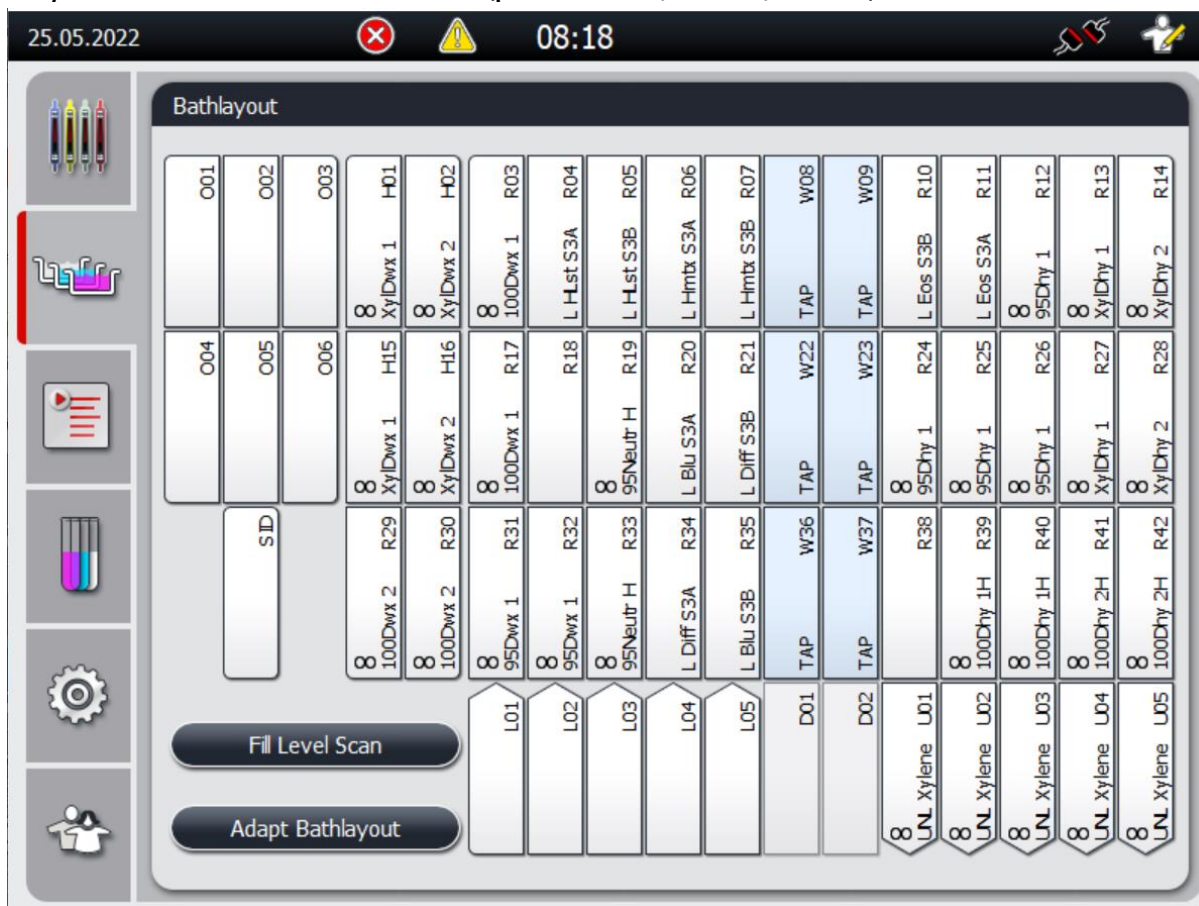 25.05.2022 08:18
Bathlayout
O01
O02
O03
XylDwx 1 H01
XylDwx 2 H02
100Dwx 1 R03
L HLst S3A R04
L HLst S3B R05
L Hmtx S3A R06
L Hmtx S3B R07
TAP W08
TAP W09
L Eos S3B R10
L Eos S3A R11
95Dhy 1 R12
XylDhy 1 R13
XylDhy 2 R14
O04
O05
O06
XylDwx 1 H15
XylDwx 2 H16
100Dwx 1 R17
R18
95Neutr H R19
L Blu S3A R20
L Diff S3B R21
TAP W22
TAP W23
95Dhy 1 R24
95Dhy 1 R25
95Dhy 1 R26
XylDhy 1 R27
XylDhy 2 R28
SID
100Dwx 2 R29
100Dwx 2 R30
95Dwx 1 R31
95Dwx 1 R32
95Neutr H R33
L Diff S3A R34
L Blu S3B R35
TAP W36
TAP W37
R38
100Dhy 1H R39
100Dhy 1H R40
100Dhy 2H R41
100Dhy 2H R42
L01
L02
L03
L04
L05
D01
D02
UNL Xylene U01
UNL Xylene U02
UNL Xylene U03
UNL Xylene U04
UNL Xylene U05
Fill Level Scan
Adapt Bathlayout